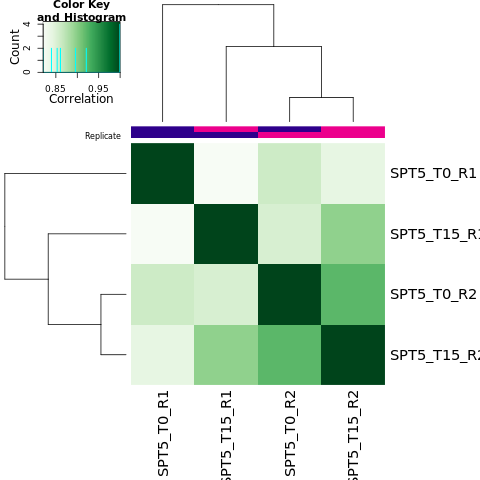 Color Key
and Histogram
Count
0 2 4
0.85 0.95
Correlation
Replicate
SPT5_T0_R1
SPT5_T15_R1
SPT5_T0_R2
SPT5_T15_R2
SPT5_T0_R1
SPT5_T15_R1
SPT5_T0_R2
SPT5_T15_R2